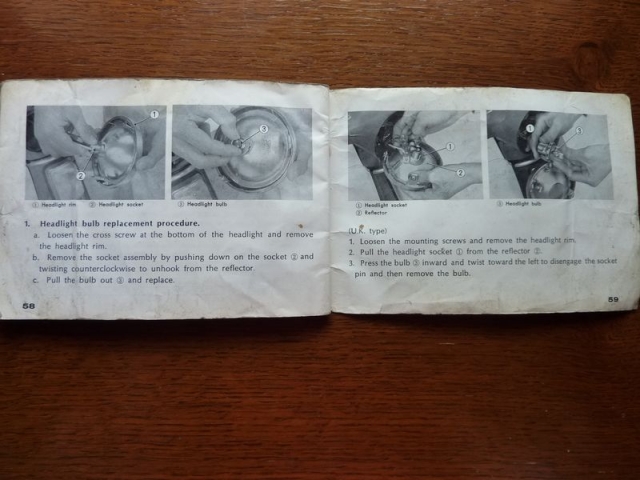 ① Headlight rim ② Headlight socket
③ Headlight bulb
1. Headlight bulb replacement procedure.
a. Loosen the cross screw at the bottom of the headlight and remove
the headlight rim.
b. Remove the socket assembly by pushing down on the socket ② and
twisting counterclockwise to unhook from the reflector.
c. Pull the bulb out ③ and replace.
58
① Headlight socket
② Reflector
③ Headlight bulb
(U.K. type)
1. Loosen the mounting screws and remove the headlight rim.
2. Pull the headlight socket ① from the reflector ②.
3. Press the bulb ③ inward and twist toward the left to disengage the socket
pin and then remove the bulb.
59